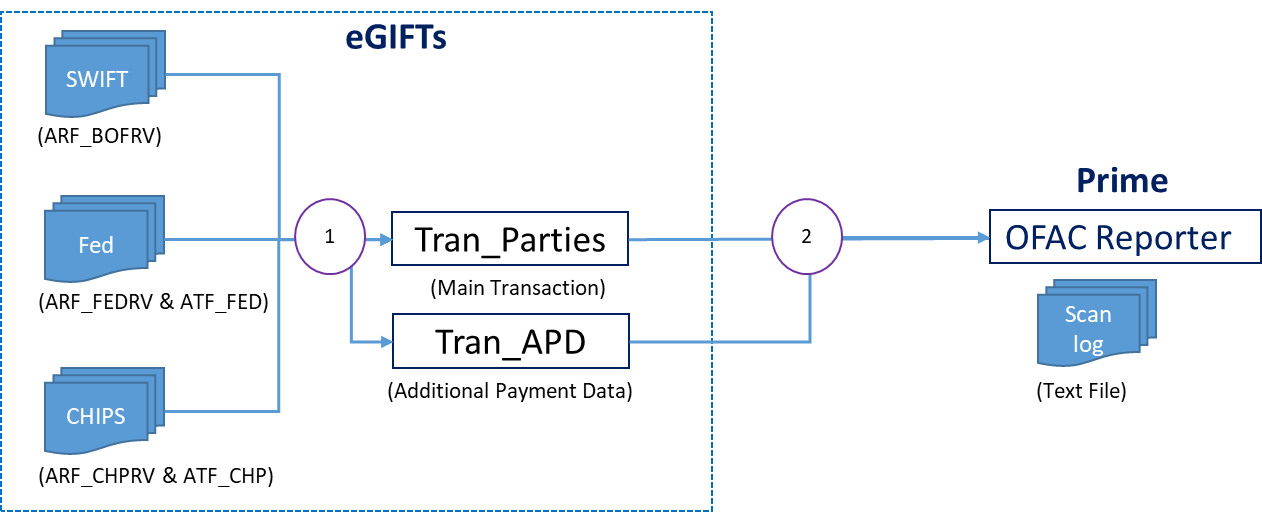 eGIFTs
SWIFT
(ARF_BOFRV)
Fed
(ARF_FEDRV & ATF_FED)
CHIPS
(ARF_CHPRV & ATF_CHP)
1
Tran_Parties
(Main Transaction)
Tran_APD
(Additional Payment Data)
2
Prime
OFAC Reporter
Scan
log
(Text File)